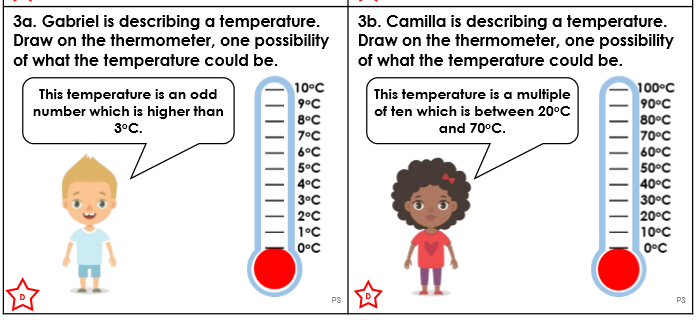 3a. Gabriel is describing a temperature.
Draw on the thermometer, one possibility
of what the temperature could be.
This temperature is an odd
number which is higher than
3°C.
10°C
9°C
8°C
7°C
6°C
5°C
4°C
3°C
2°C
1°C
0°C
D
PS
3b. Camilla is describing a temperature.
Draw on the thermometer, one possibility
of what the temperature could be.
This temperature is a multiple
of ten which is between 20°C
and 70°C.
100°C
90°C
80°C
70°C
60°C
50°C
40°C
30°C
20°C
10°C
0°C
D
PS